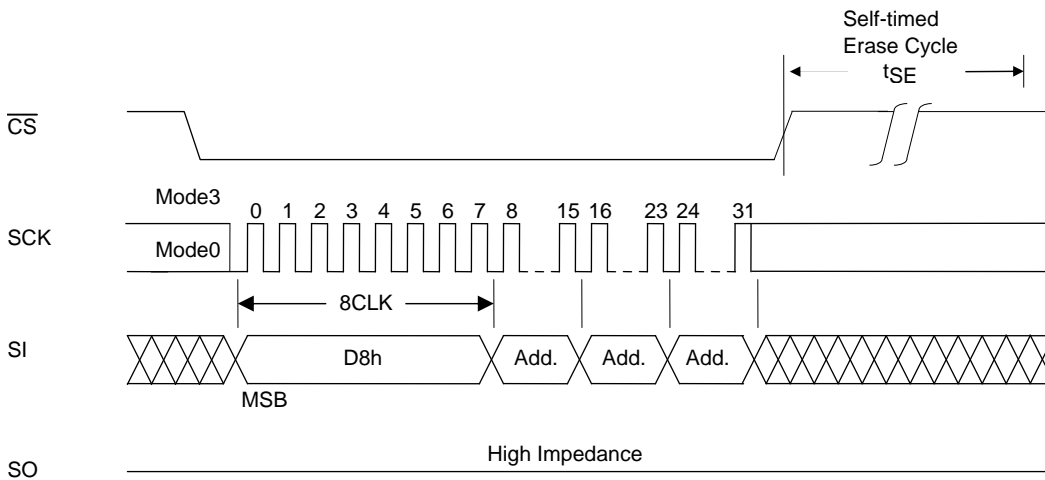 Self-timed
Erase Cycle
tSE
CS
Mode3
0 1 2 3 4 5 6 7 8 15 16 23 24 31
SCK
Mode0
8CLK
SI
D8h Add. Add. Add.
MSB
High Impedance
SO